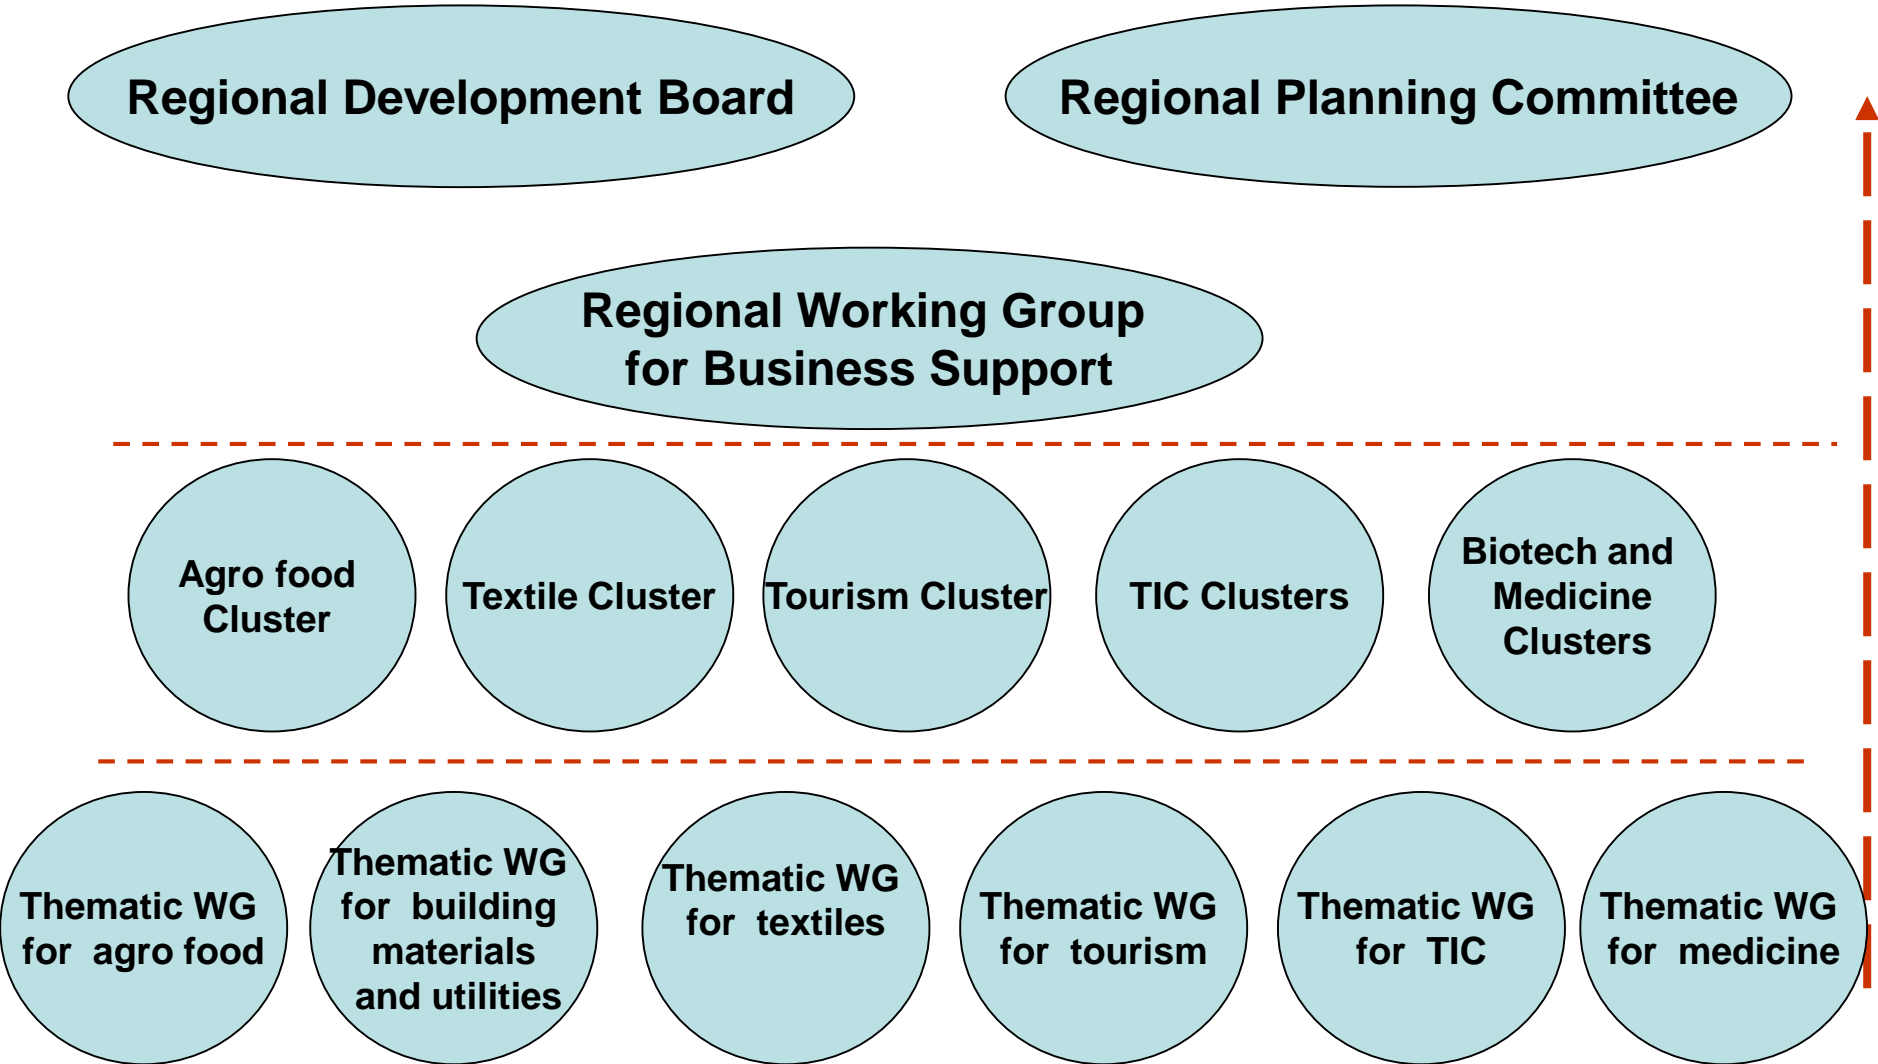 Regional Development Board
Regional Planning Committee
Regional Working Group
for Business Support
Agro food
Cluster
Textile Cluster
Tourism Cluster
TIC Clusters
Biotech and
Medicine
Clusters
Thematic WG
for agro food
Thematic WG
for building
materials
and utilities
Thematic WG
for textiles
Thematic WG
for tourism
Thematic WG
for TIC
Thematic WG
for medicine